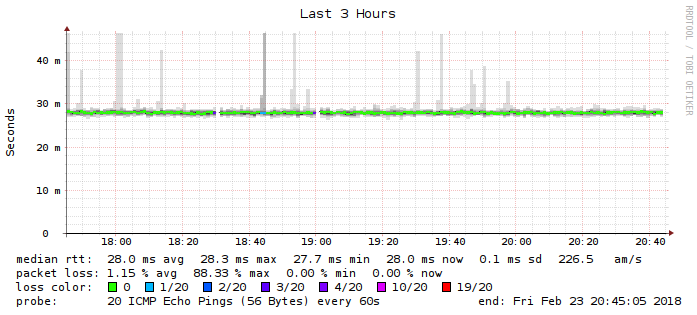 Last 3 Hours
RRDTOOL / TOBI OETIKER
Seconds
40 m
30 m
20 m
10 m
0
18:00 18:20 18:40 19:00 19:20 19:40 20:00 20:20 20:40
median rtt: 28.0 ms avg 28.3 ms max 27.7 ms min 28.0 ms now 0.1 ms sd 226.5 am/s
packet loss: 1.15 % avg 88.33 % max 0.00 % min 0.00 % now
loss color: 0 1/20 2/20 3/20 4/20 10/20 19/20
probe: 20 ICMP Echo Pings (56 Bytes) every 60s end: Fri Feb 23 20:45:05 2018